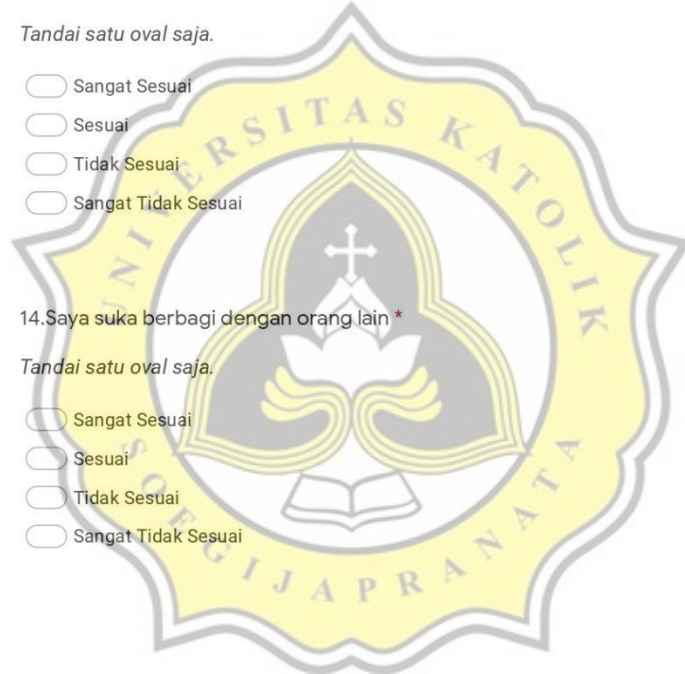 Tandai satu oval saja.
Sangat Sesuai
Sesuai
Tidak Sesuai
Sangat Tidak Sesuai
14.Saya suka berbagi dengan orang lain *
Tandai satu oval saja.
Sangat Sesuai
Sesuai
Tidak Sesuai
Sangat Tidak Sesuai
UNIVERSITAS KATOLIK
SOEGIJAPRANATA